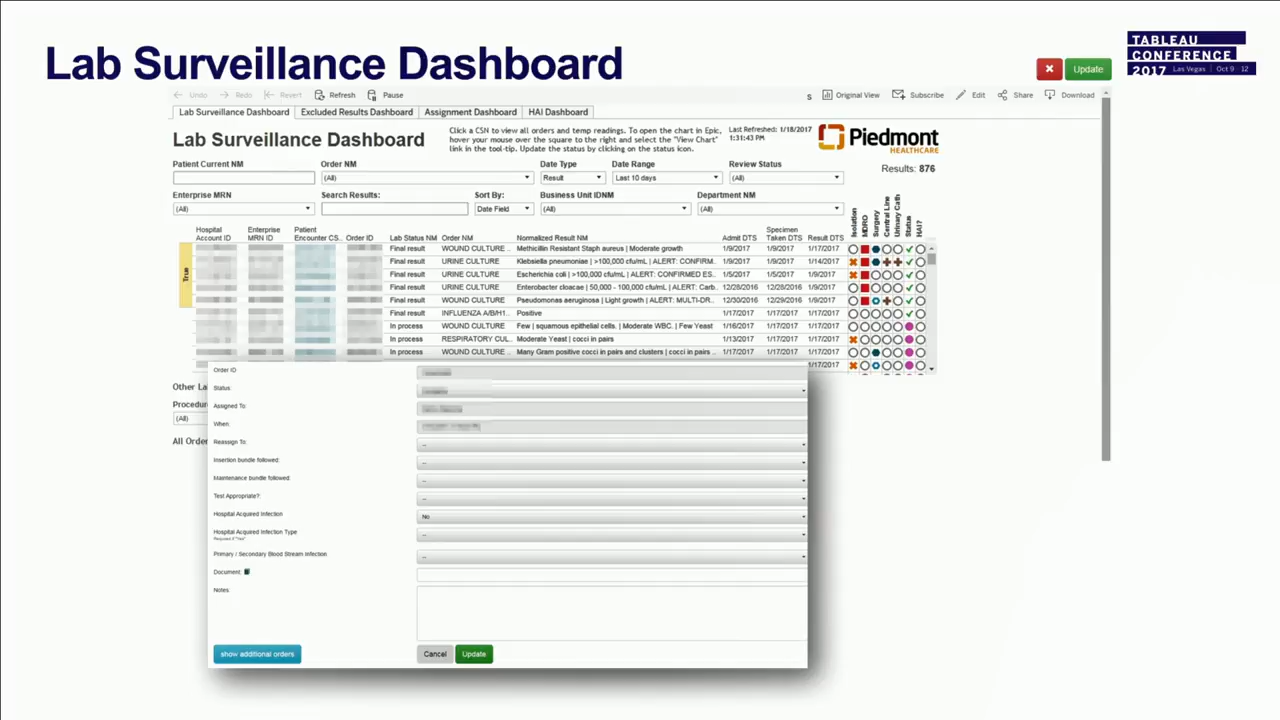 Lab Surveillance Dashboard
TABLEAU
CONFERENCE
2017 Las Vegas | Oct 9 - 12
Update
Undo Redo Revert Refresh Pause
s Original View Subscribe Edit Share Download
Lab Surveillance Dashboard Excluded Results Dashboard Assignment Dashboard HAI Dashboard
Lab Surveillance Dashboard
Click a CSN to view all orders and temp readings. To open the chart in Epic,
hover your mouse over the square to the right and select the "View Chart"
link in the tool-tip. Update the status by clicking on the status icon.
Last Refreshed: 1/18/2017
1:31:43 PM
Piedmont
HEALTHCARE
Results: 876
Patient Current NM Order NM Date Type Date Range Review Status
(All) Result Last 10 days (All)
Enterprise MRN Search Results: Sort By: Business Unit IDNM Department NM
(All) Date Field (All) (All)
Isolation MDRO Surgery Central Line Urinary Cath Status HAI?
Hospital Enterprise Patient Specimen
Account ID MRN ID Encounter CS.. Order ID Lab Status NM Order NM Normalized Result NM Admit DTS Taken DTS Result DTS
True
Final result WOUND CULTURE .. Methicillin Resistant Staph aureus | Moderate growth 1/9/2017 1/9/2017 1/17/2017
Final result URINE CULTURE Klebsiella pneumoniae | >100,000 cfu/mL | ALERT: CONFIRM.. 1/9/2017 1/9/2017 1/14/2017
Final result URINE CULTURE Escherichia coli | >100,000 cfu/mL | ALERT: CONFIRMED ES.. 1/5/2017 1/5/2017 1/9/2017
Final result URINE CULTURE Enterobacter cloacae | 50,000 - 100,000 cfu/mL | ALERT: Carb.. 12/28/2016 12/28/2016 1/9/2017
Final result WOUND CULTURE Pseudomonas aeruginosa | Light growth | ALERT: MULTI-DR.. 12/30/2016 12/29/2016 1/9/2017
Final result INFLUENZA A/B/H1.. Positive 1/17/2017 1/17/2017 1/17/2017
In process WOUND CULTURE Few | squamous epithelial cells. | Moderate WBC. | Few Yeast 1/16/2017 1/17/2017 1/17/2017
In process RESPIRATORY CUL.. Moderate Yeast | cocci in pairs 1/13/2017 1/17/2017 1/17/2017
In process WOUND CULTURE .. Many Gram positive cocci in pairs and clusters | cocci in pairs .. 1/17/2017 1/17/2017 1/17/2017
1/17/2017
Other La
Procedur
(All)
All Order
Order ID
Status:
Assigned To:
When:
Reassign To: --
Insertion bundle followed: --
Maintenance bundle followed: --
Test Appropriate?: --
Hospital Acquired Infection No
Hospital Acquired Infection Type --
Required if "Yes"
Primary / Secondary Blood Stream Infection --
Document:
Notes:
show additional orders Cancel Update